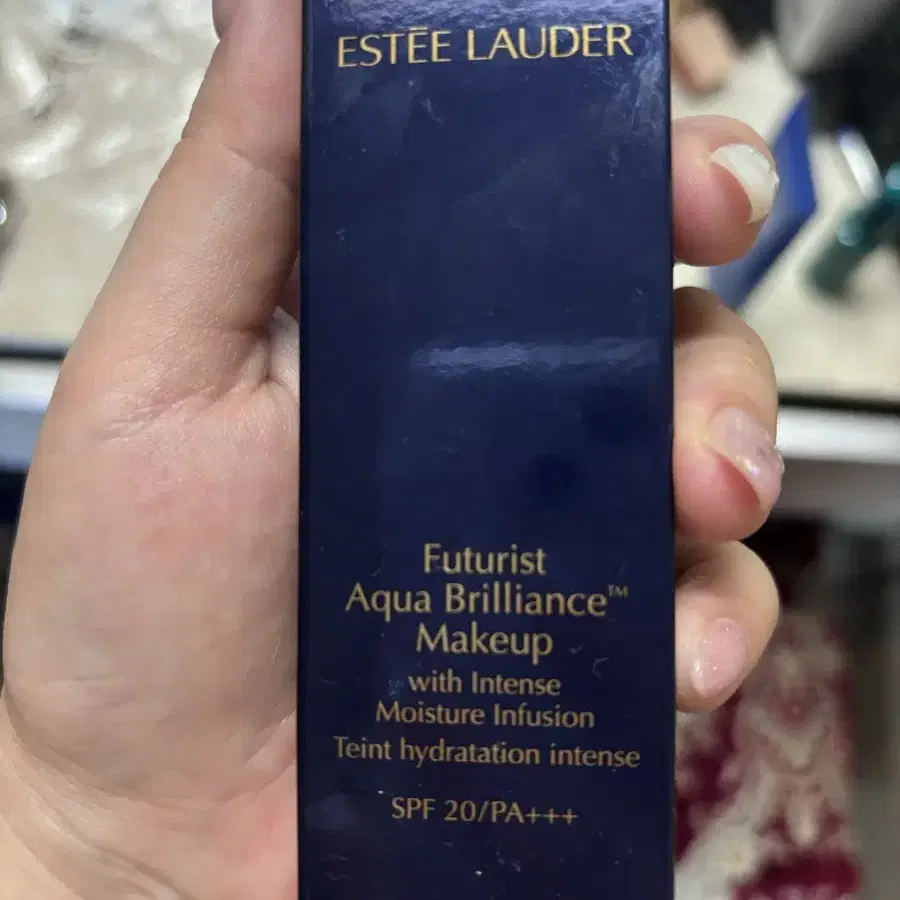 ESTĒE LAUDER
Futurist
Aqua Brilliance™
Makeup
with Intense
Moisture Infusion
Teint hydratation intense
SPF 20/PA+++